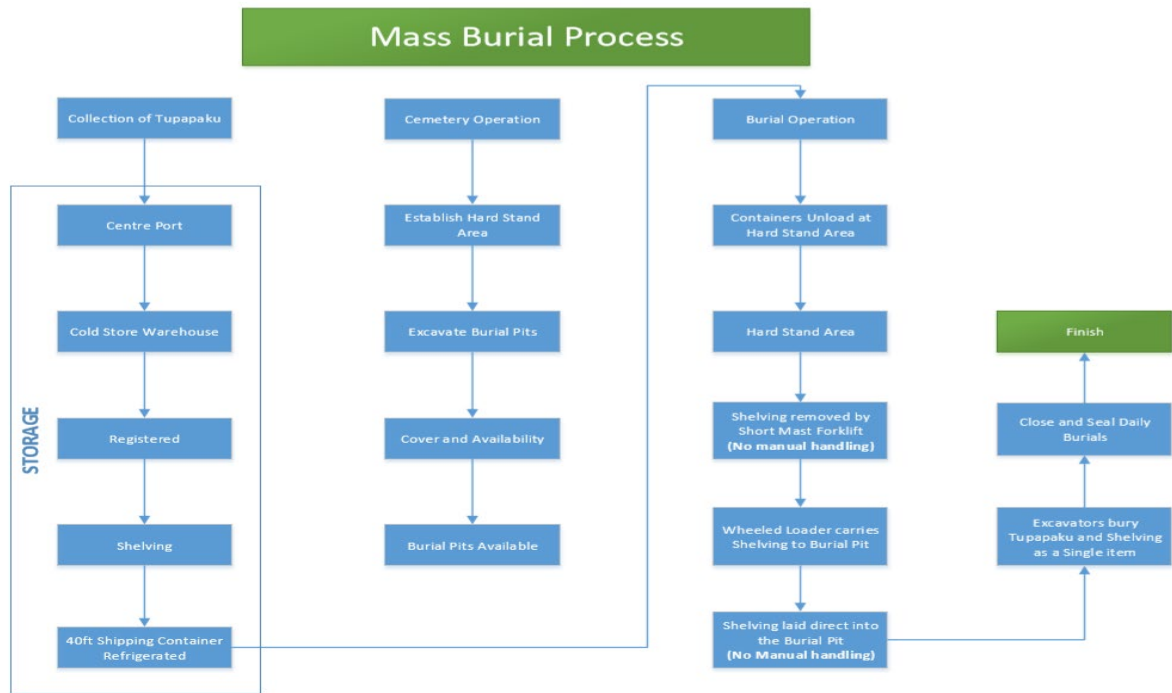 Mass Burial Process
Collection of Tupapaku
STORAGE
Centre Port
Cold Store Warehouse
Registered
Shelving
40ft Shipping Container
Refrigerated
Cemetery Operation
Establish Hard Stand
Area
Excavate Burial Pits
Cover and Availability
Burial Pits Available
Burial Operation
Containers Unload at
Hard Stand Area
Hard Stand Area
Shelving removed by
Short Mast Forklift
(No manual handling)
Wheeled Loader carries
Shelving to Burial Pit
Shelving laid direct into
the Burial Pit
(No Manual handling)
Excavators bury
Tupapaku and Shelving
as a Single item
Close and Seal Daily
Burials
Finish